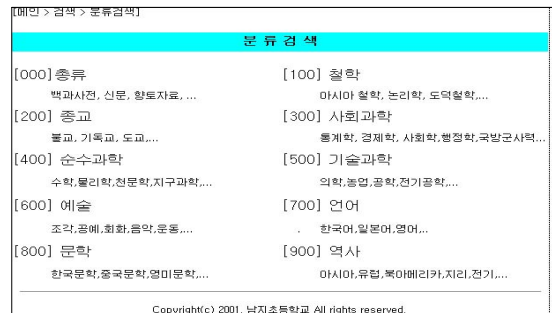 [메인 > 검색 > 분류검색]
분 류 검 색
[000]총류
백과사전, 신문, 향토자료, ...
[100] 철학
아시아 철학, 논리학, 도덕철학,...
[200] 종교
불교, 기독교, 도교,...
[300] 사회과학
통계학, 경제학, 사회학,행정학,국방군사력...
[400] 순수과학
수학,물리학,천문학,지구과학,...
[500] 기술과학
의학,농업,공학,전기공학,...
[600] 예술
조각,공예,회화,음악,운동,...
[700] 언어
. 한국어,일본어,영어,..
[800] 문학
한국문학,중국문학,영미문학,...
[900] 역사
아시아,유럽,북아메리카,지리,전기,...
Copyright(c) 2001, 남지초등학교 All rights reserved.